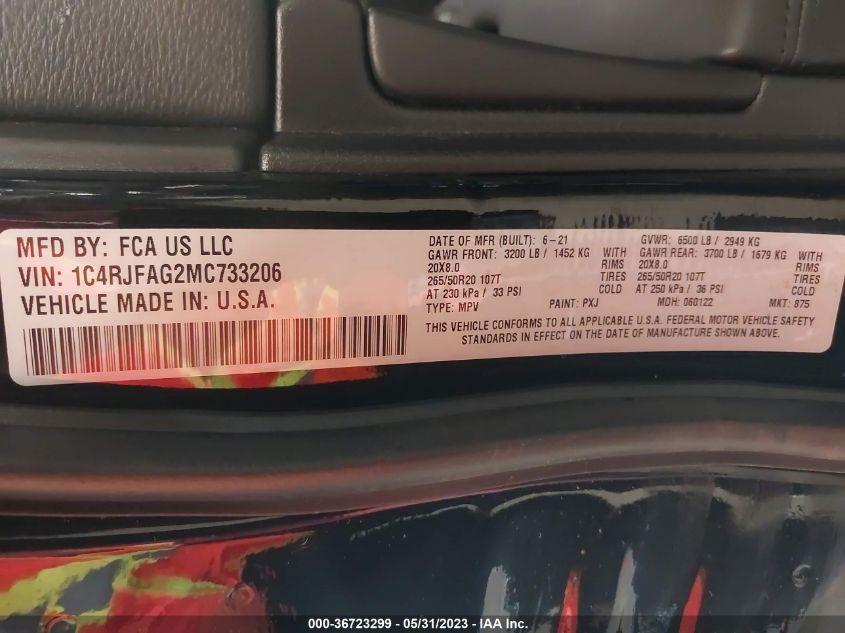 MFD BY: FCA US LLC
VIN: 1C4RJFAG2MC733206
VEHICLE MADE IN: U.S.A.
DATE OF MFR (BUILT): 6-21 GVWR: 6500 LB / 2949 KG
GAWR FRONT: 3200 LB / 1452 KG WITH GAWR REAR: 3700 LB / 1679 KG WITH
20X8.0 RIMS 20X8.0 RIMS
265/50R20 107T TIRES 265/50R20 107T TIRES
AT 230 kPa / 33 PSI COLD AT 250 kPa / 36 PSI COLD
TYPE: MPV PAINT: PXJ MDH: 060122 MKT: 875
THIS VEHICLE CONFORMS TO ALL APPLICABLE U.S.A. FEDERAL MOTOR VEHICLE SAFETY
STANDARDS IN EFFECT ON THE DATE OF MANUFACTURE SHOWN ABOVE.
000-36723299 - 05/31/2023 - IAA Inc.